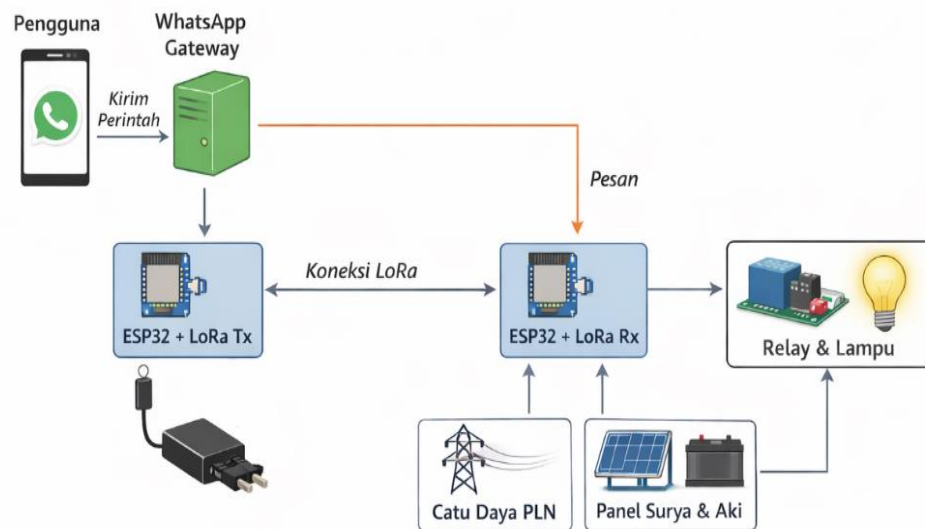 Pengguna
WhatsApp
Gateway
Kirim
Perintah
Pesan
Koneksi LoRa
ESP32 + LoRa Tx
ESP32 + LoRa Rx
Relay & Lampu
Catu Daya PLN
Panel Surya & Aki